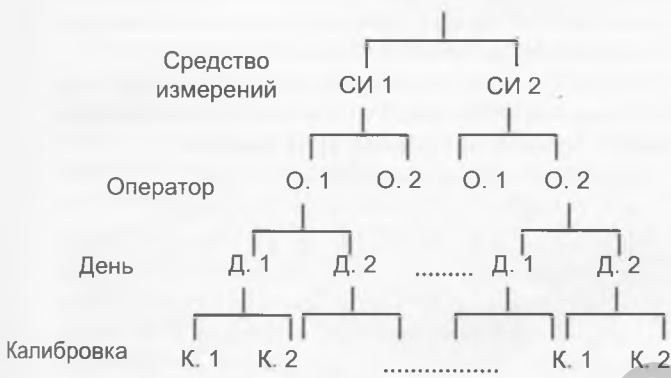 Средство
измерений СИ 1 СИ 2
Оператор О. 1 О. 2 О. 1 О. 2
День Д. 1 Д. 2 ......... Д. 1 Д. 2
Калибровка К. 1 К. 2 ................. К. 1 К. 2